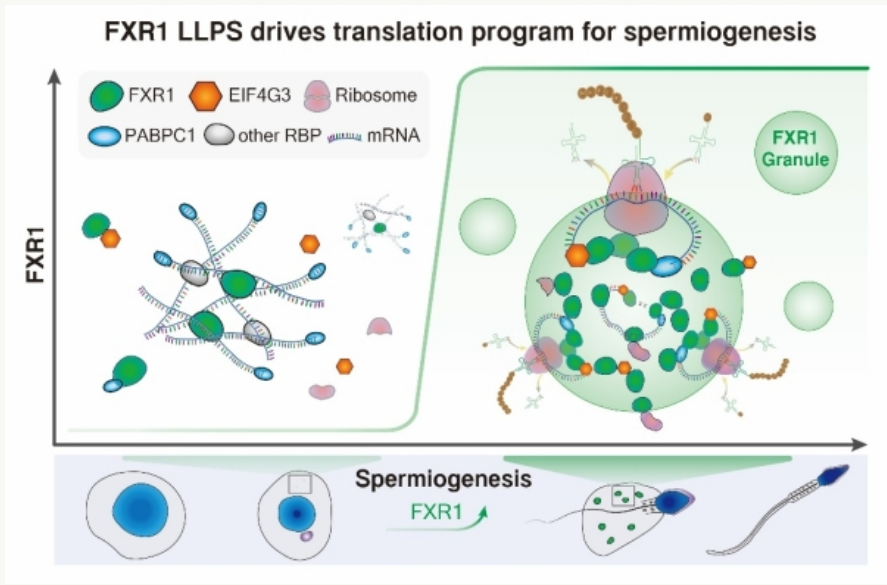 FXR1 LLPS drives translation program for spermiogenesis
FXR1 EIF4G3 Ribosome
PABPC1 other RBP mRNA
FXR1
Granule
FXR1
Spermiogenesis
FXR1